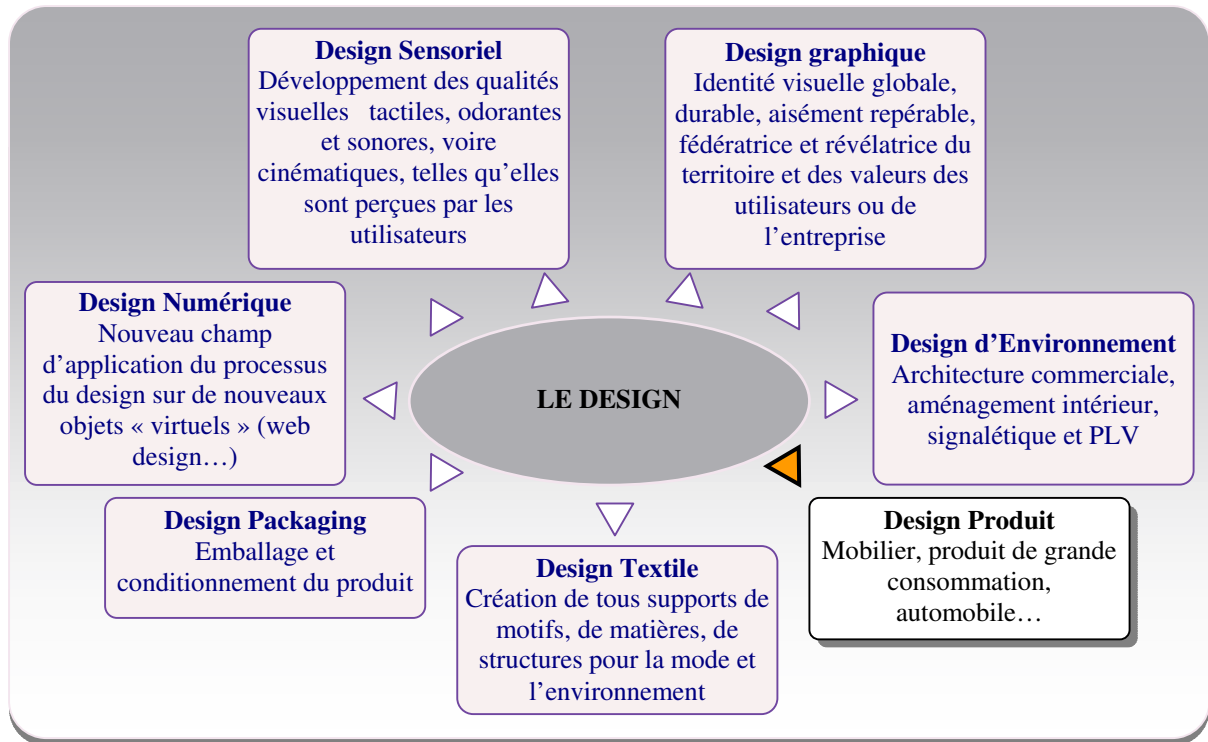 Design Sensoriel
Développement des qualités
visuelles tactiles, odorantes
et sonores, voire
cinématiques, telles qu’elles
sont perçues par les
utilisateurs
Design graphique
Identité visuelle globale,
durable, aisément repérable,
fédératrice et révélatrice du
territoire et des valeurs des
utilisateurs ou de
l’entreprise
Design Numérique
Nouveau champ
d’application du processus
du design sur de nouveaux
objets « virtuels » (web
design…)
LE DESIGN
Design d’Environnement
Architecture commerciale,
aménagement intérieur,
signalétique et PLV
Design Packaging
Emballage et
conditionnement du produit
Design Textile
Création de tous supports de
motifs, de matières, de
structures pour la mode et
l’environnement
Design Produit
Mobilier, produit de grande
consommation,
automobile…